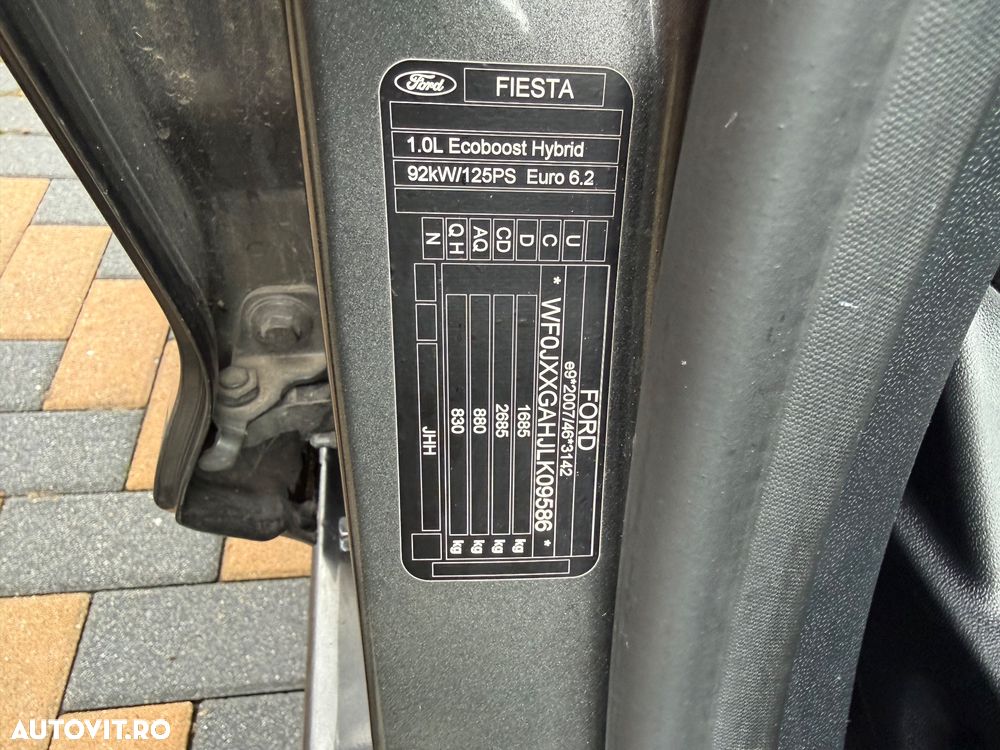 Ford
FIESTA
1.0L Ecoboost Hybrid
92kW/125PS Euro 6.2
U
C
D
CD
AQ
QH
N
FORD
e9*2007/46*3142
* WF0JXXGAHJLK09586 *
1685 kg
2685 kg
880 kg
830 kg
JHH
AUTOVIT.RO